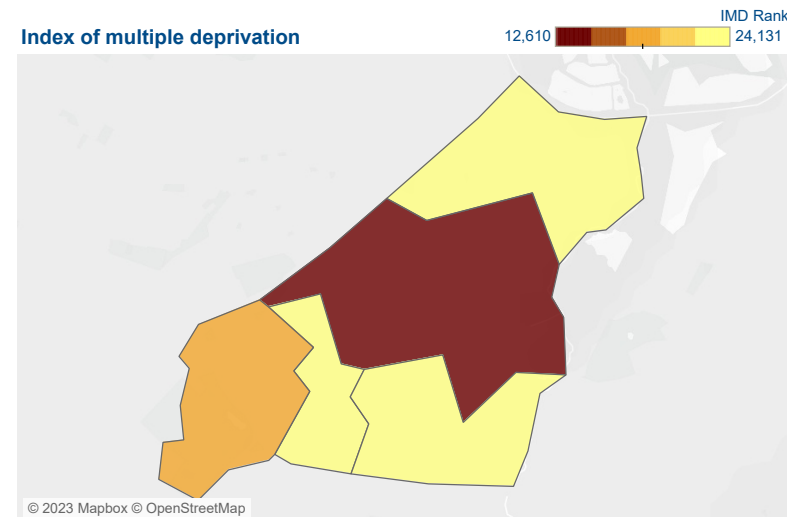 IMD Rank
Index of multiple deprivation
12,610
24,131
© 2023 Mapbox © OpenStreetMap